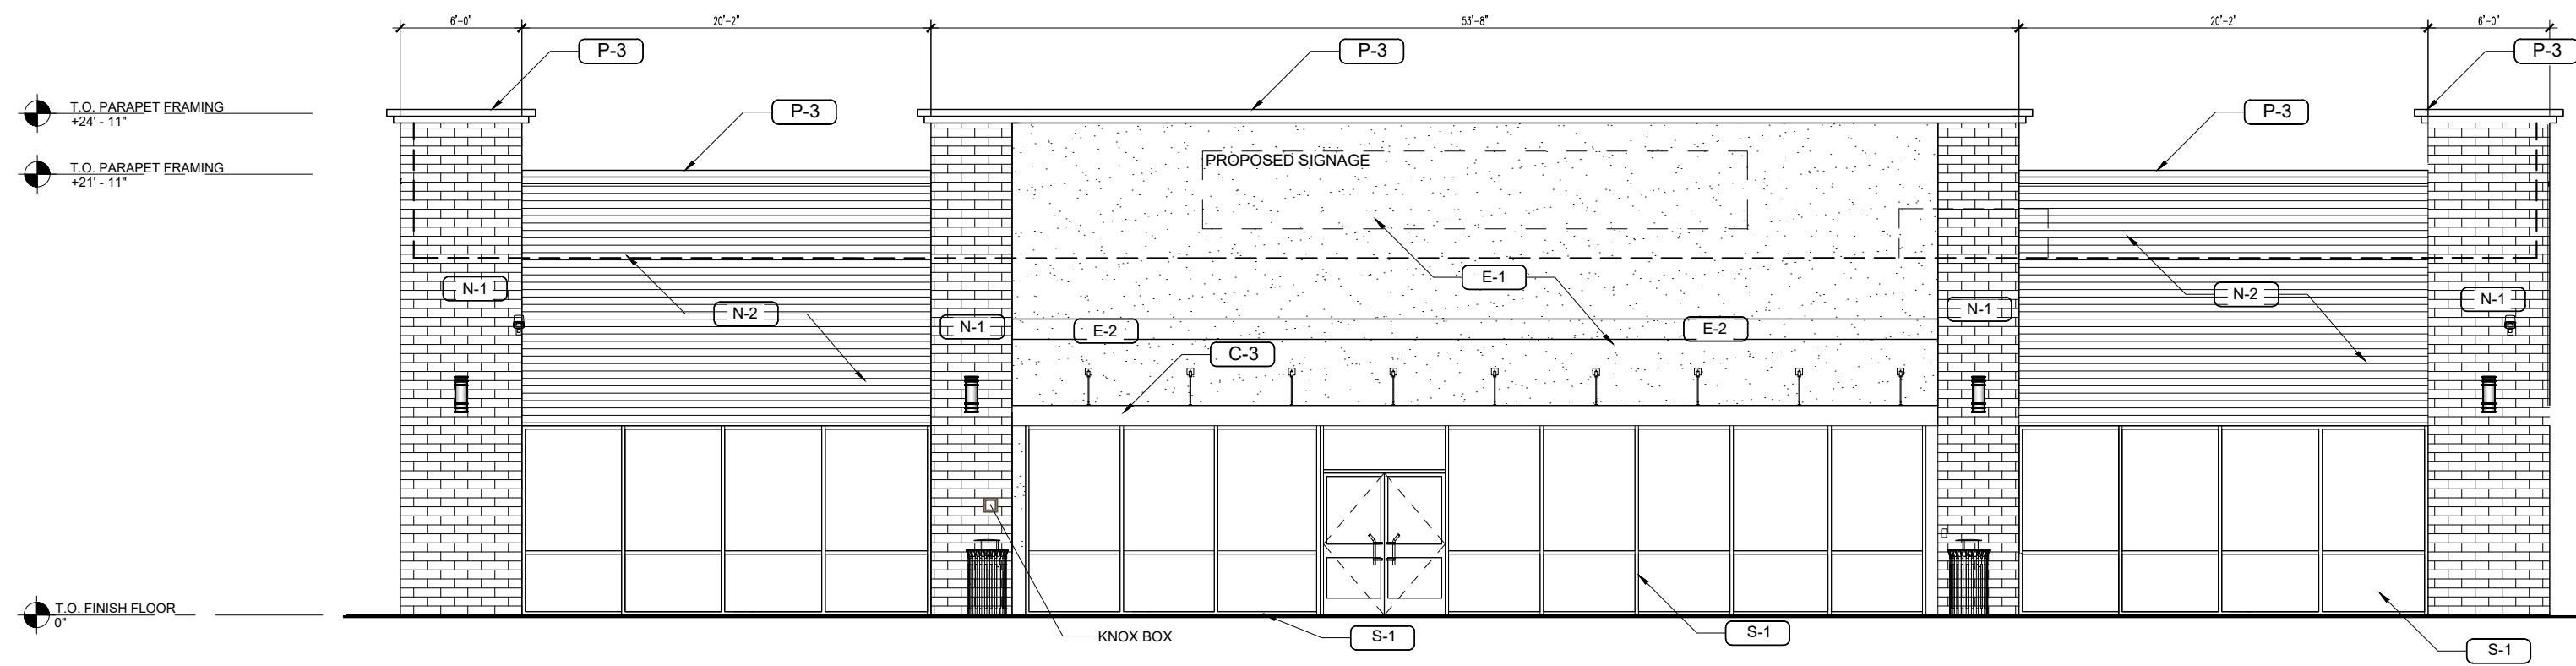 6'-0"
20'-2"
53'-8"
20'-2"
6'-0"
P-3
P-3
P-3
T.O. PARAPET FRAMING
+24' - 11"
P-3
P-3
T.O. PARAPET FRAMING
+21' - 11"
PROPOSED SIGNAGE
E-1
N-1
N-2
N-2
N-1
N-1
N-1
E-2
E-2
C-3
T.O. FINISH FLOOR
0"
KNOX BOX
S-1
S-1
S-1